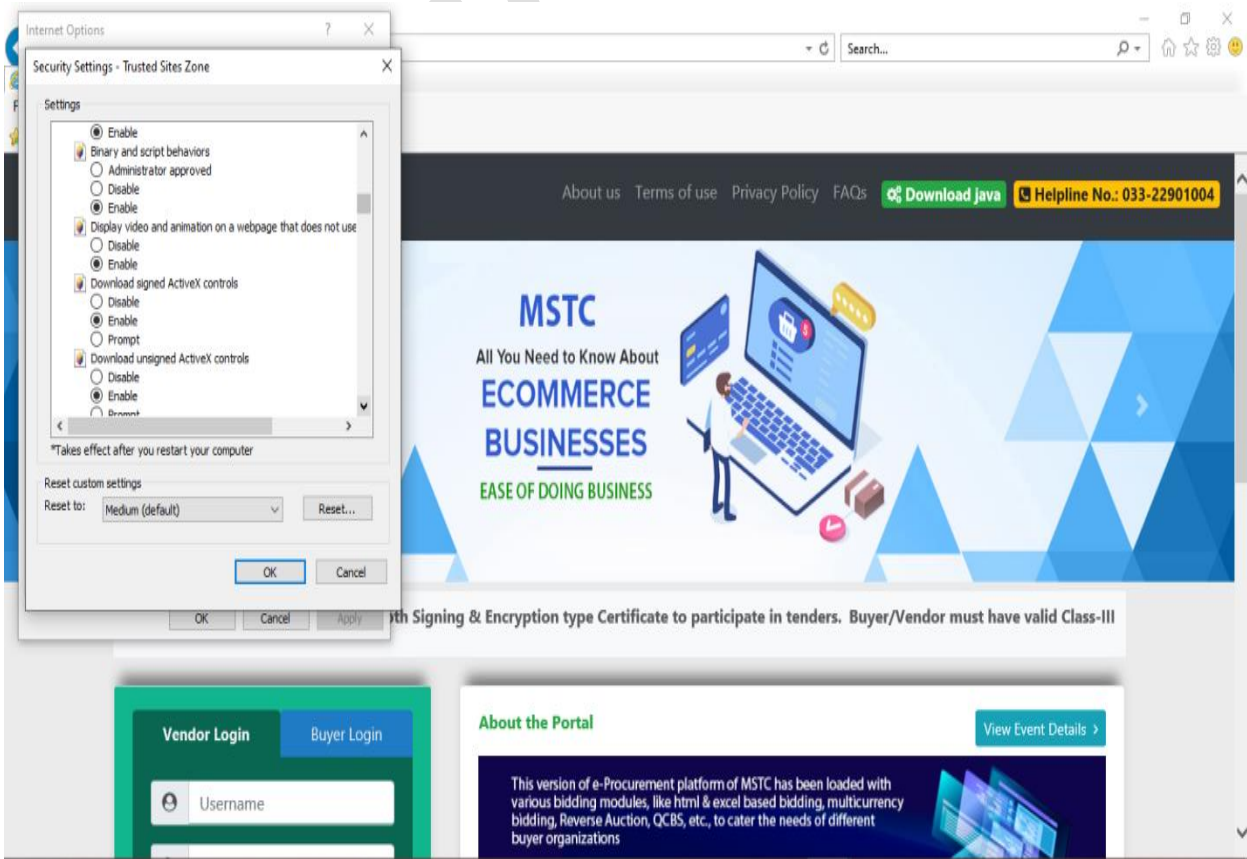 Internet Options
Search...
Security Settings - Trusted Sites Zone
Settings
Enable
Binary and script behaviors
Administrator approved
Disable
Enable
Display video and animation on a webpage that does not use
Disable
Enable
Download signed ActiveX controls
Disable
Enable
Prompt
Download unsigned ActiveX controls
Disable
Enable
Prompt
*Takes effect after you restart your computer
Reset custom settings
Reset to: Medium (default) Reset...
OK Cancel
OK Cancel Apply
About us Terms of use Privacy Policy FAQs Download java Helpline No.: 033-22901004
MSTC
All You Need to Know About
ECOMMERCE
BUSINESSES
EASE OF DOING BUSINESS
5
Signing & Encryption type Certificate to participate in tenders. Buyer/Vendor must have valid Class-III
Vendor Login Buyer Login
Username
About the Portal
View Event Details
This version of e-Procurement platform of MSTC has been loaded with
various bidding modules, like html & excel based bidding, multicurrency
bidding, Reverse Auction, QCBS, etc., to cater the needs of different
buyer organizations